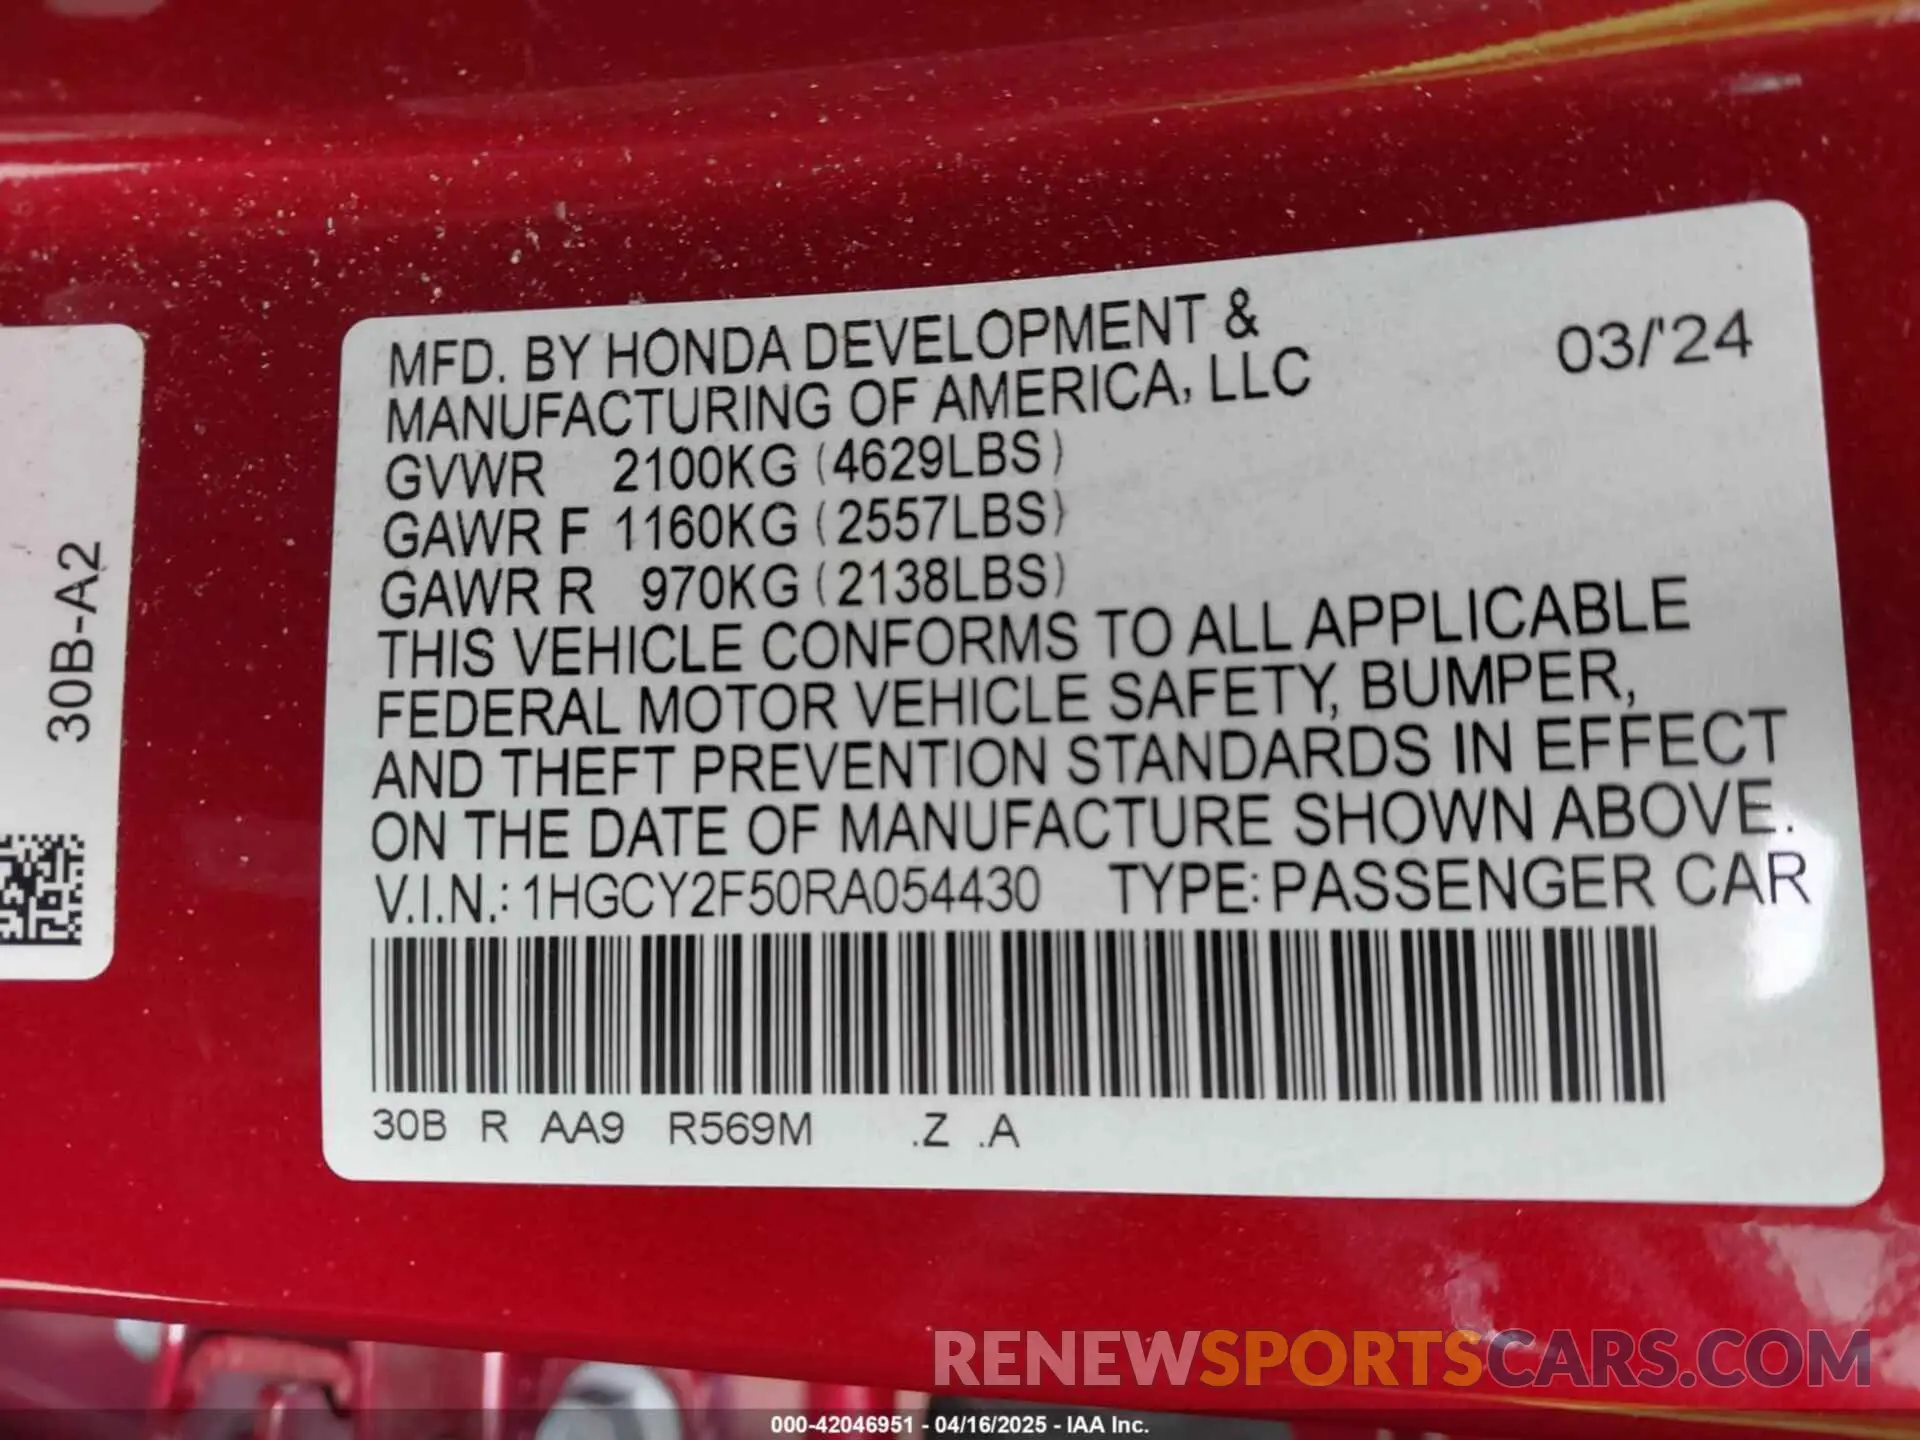 MFD. BY HONDA DEVELOPMENT &
MANUFACTURING OF AMERICA, LLC
03/'24
GVWR 2100KG (4629LBS)
GAWR F 1160KG (2557LBS)
GAWR R 970KG (2138LBS)
THIS VEHICLE CONFORMS TO ALL APPLICABLE
FEDERAL MOTOR VEHICLE SAFETY, BUMPER,
AND THEFT PREVENTION STANDARDS IN EFFECT
ON THE DATE OF MANUFACTURE SHOWN ABOVE.
V.I.N.: 1HGCY2F50RA054430 TYPE: PASSENGER CAR
30B R AA9 R569M .Z .A
30B-A2
RENEWSPORTSCARS.COM
000-42046951 - 04/16/2025 - IAA Inc.